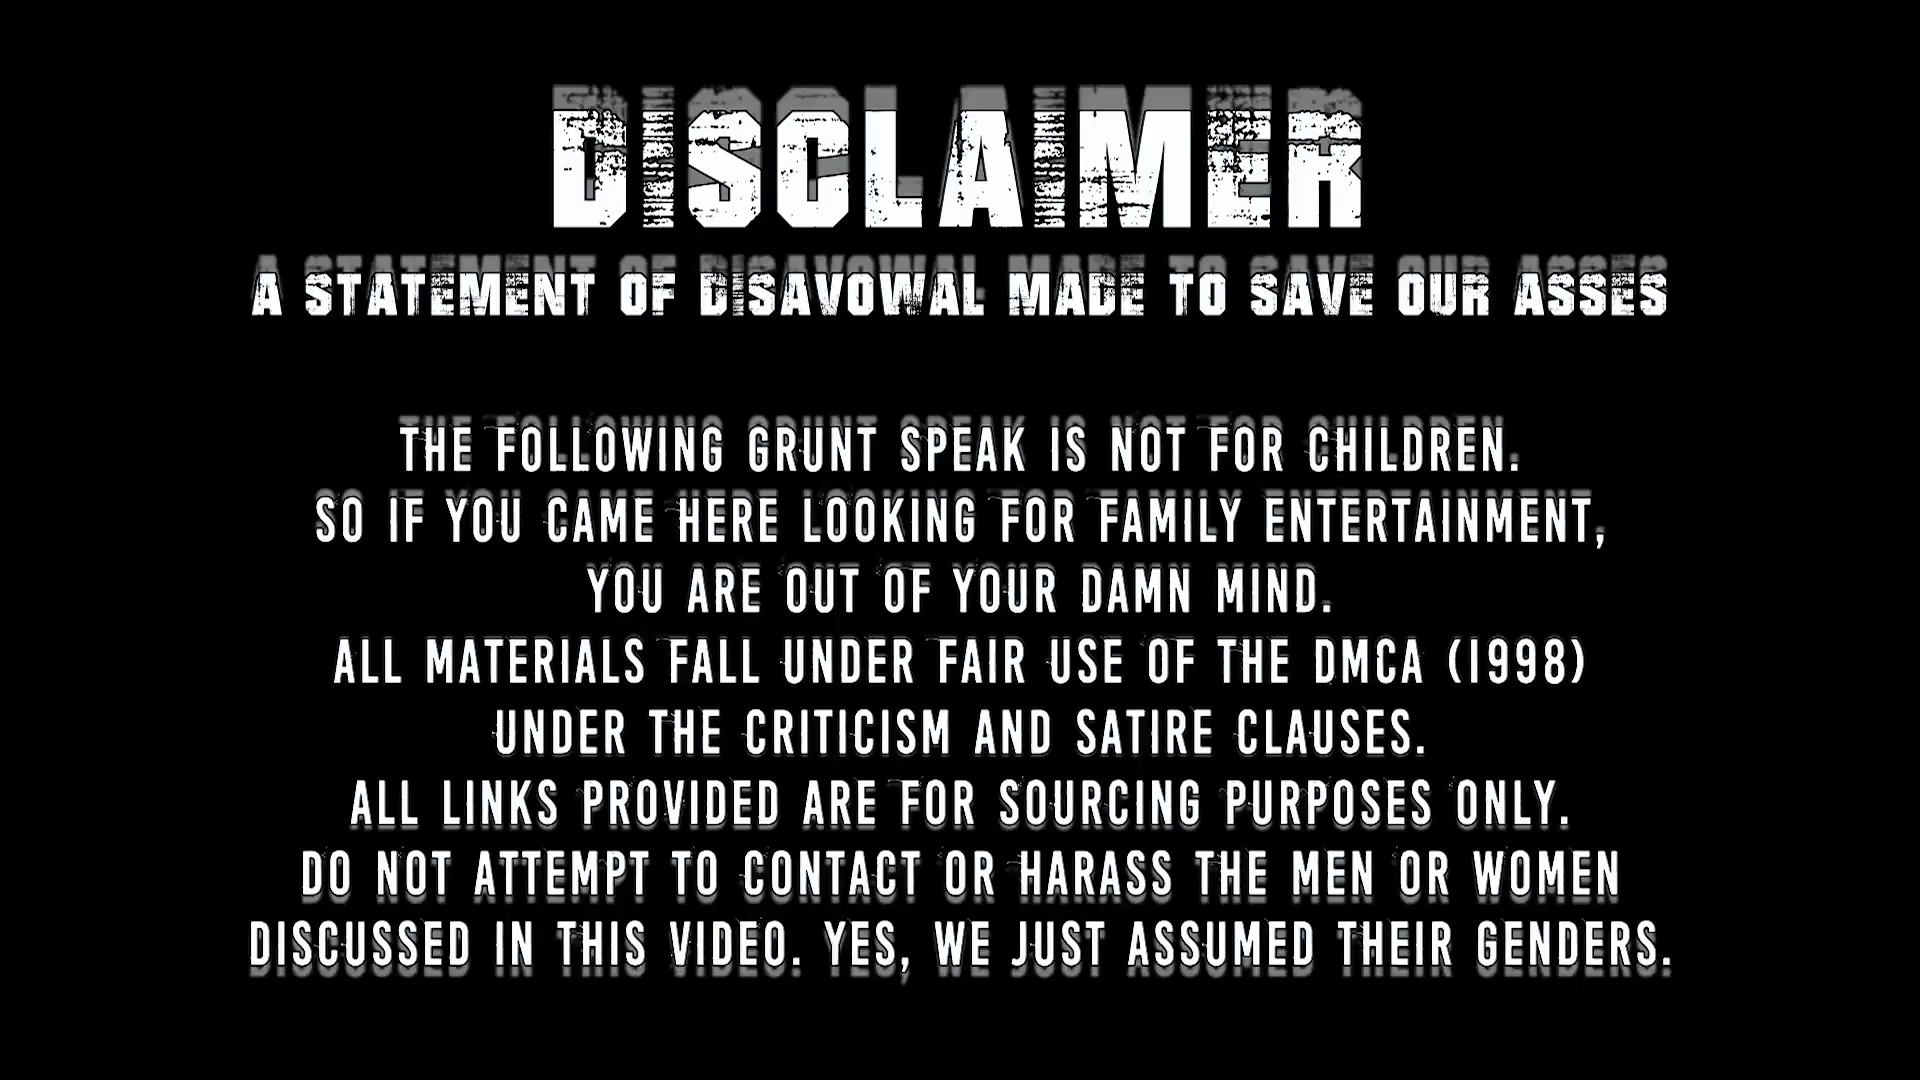 DISCLAIMER
A STATEMENT OF DISAVOWAL MADE TO SAVE OUR ASSES
THE FOLLOWING GRUNT SPEAK IS NOT FOR CHILDREN.
SO IF YOU CAME HERE LOOKING FOR FAMILY ENTERTAINMENT,
YOU ARE OUT OF YOUR DAMN MIND.
ALL MATERIALS FALL UNDER FAIR USE OF THE DMCA (1998)
UNDER THE CRITICISM AND SATIRE CLAUSES.
ALL LINKS PROVIDED ARE FOR SOURCING PURPOSES ONLY.
DO NOT ATTEMPT TO CONTACT OR HARASS THE MEN OR WOMEN
DISCUSSED IN THIS VIDEO. YES, WE JUST ASSUMED THEIR GENDERS.